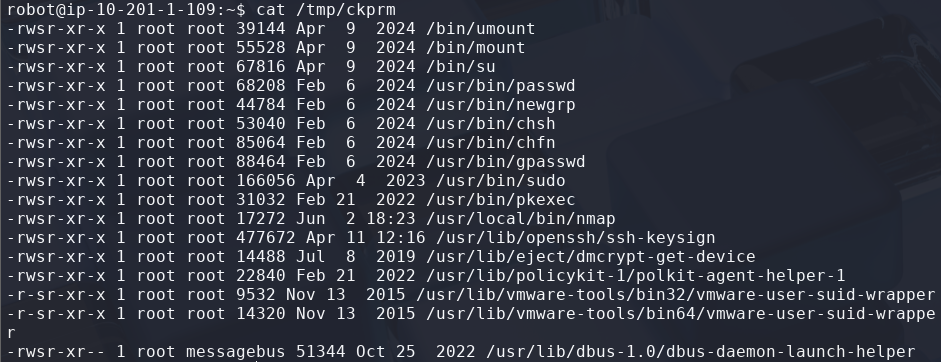 robot@ip-10-201-1-109:~$ cat /tmp/ckprm
-rwsr-xr-x 1 root root 39144 Apr  9  2024 /bin/umount
-rwsr-xr-x 1 root root 55528 Apr  9  2024 /bin/mount
-rwsr-xr-x 1 root root 67816 Apr  9  2024 /bin/su
-rwsr-xr-x 1 root root 68208 Feb  6  2024 /usr/bin/passwd
-rwsr-xr-x 1 root root 44784 Feb  6  2024 /usr/bin/newgrp
-rwsr-xr-x 1 root root 53040 Feb  6  2024 /usr/bin/chsh
-rwsr-xr-x 1 root root 85064 Feb  6  2024 /usr/bin/chfn
-rwsr-xr-x 1 root root 88464 Feb  6  2024 /usr/bin/gpasswd
-rwsr-xr-x 1 root root 166056 Apr  4  2023 /usr/bin/sudo
-rwsr-xr-x 1 root root 31032 Feb 21  2022 /usr/bin/pkexec
-rwsr-xr-x 1 root root 17272 Jun  2 18:23 /usr/local/bin/nmap
-rwsr-xr-x 1 root root 477672 Apr 11 12:16 /usr/lib/openssh/ssh-keysign
-rwsr-xr-x 1 root root 14488 Jul  8  2019 /usr/lib/eject/dmcrypt-get-device
-rwsr-xr-x 1 root root 22840 Feb 21  2022 /usr/lib/policykit-1/polkit-agent-helper-1
-r-sr-xr-x 1 root root 9532 Nov 13  2015 /usr/lib/vmware-tools/bin32/vmware-user-suid-wrapper
-r-sr-xr-x 1 root root 14320 Nov 13  2015 /usr/lib/vmware-tools/bin64/vmware-user-suid-wrappe
r
-rwsr-xr-- 1 root messagebus 51344 Oct 25  2022 /usr/lib/dbus-1.0/dbus-daemon-launch-helper